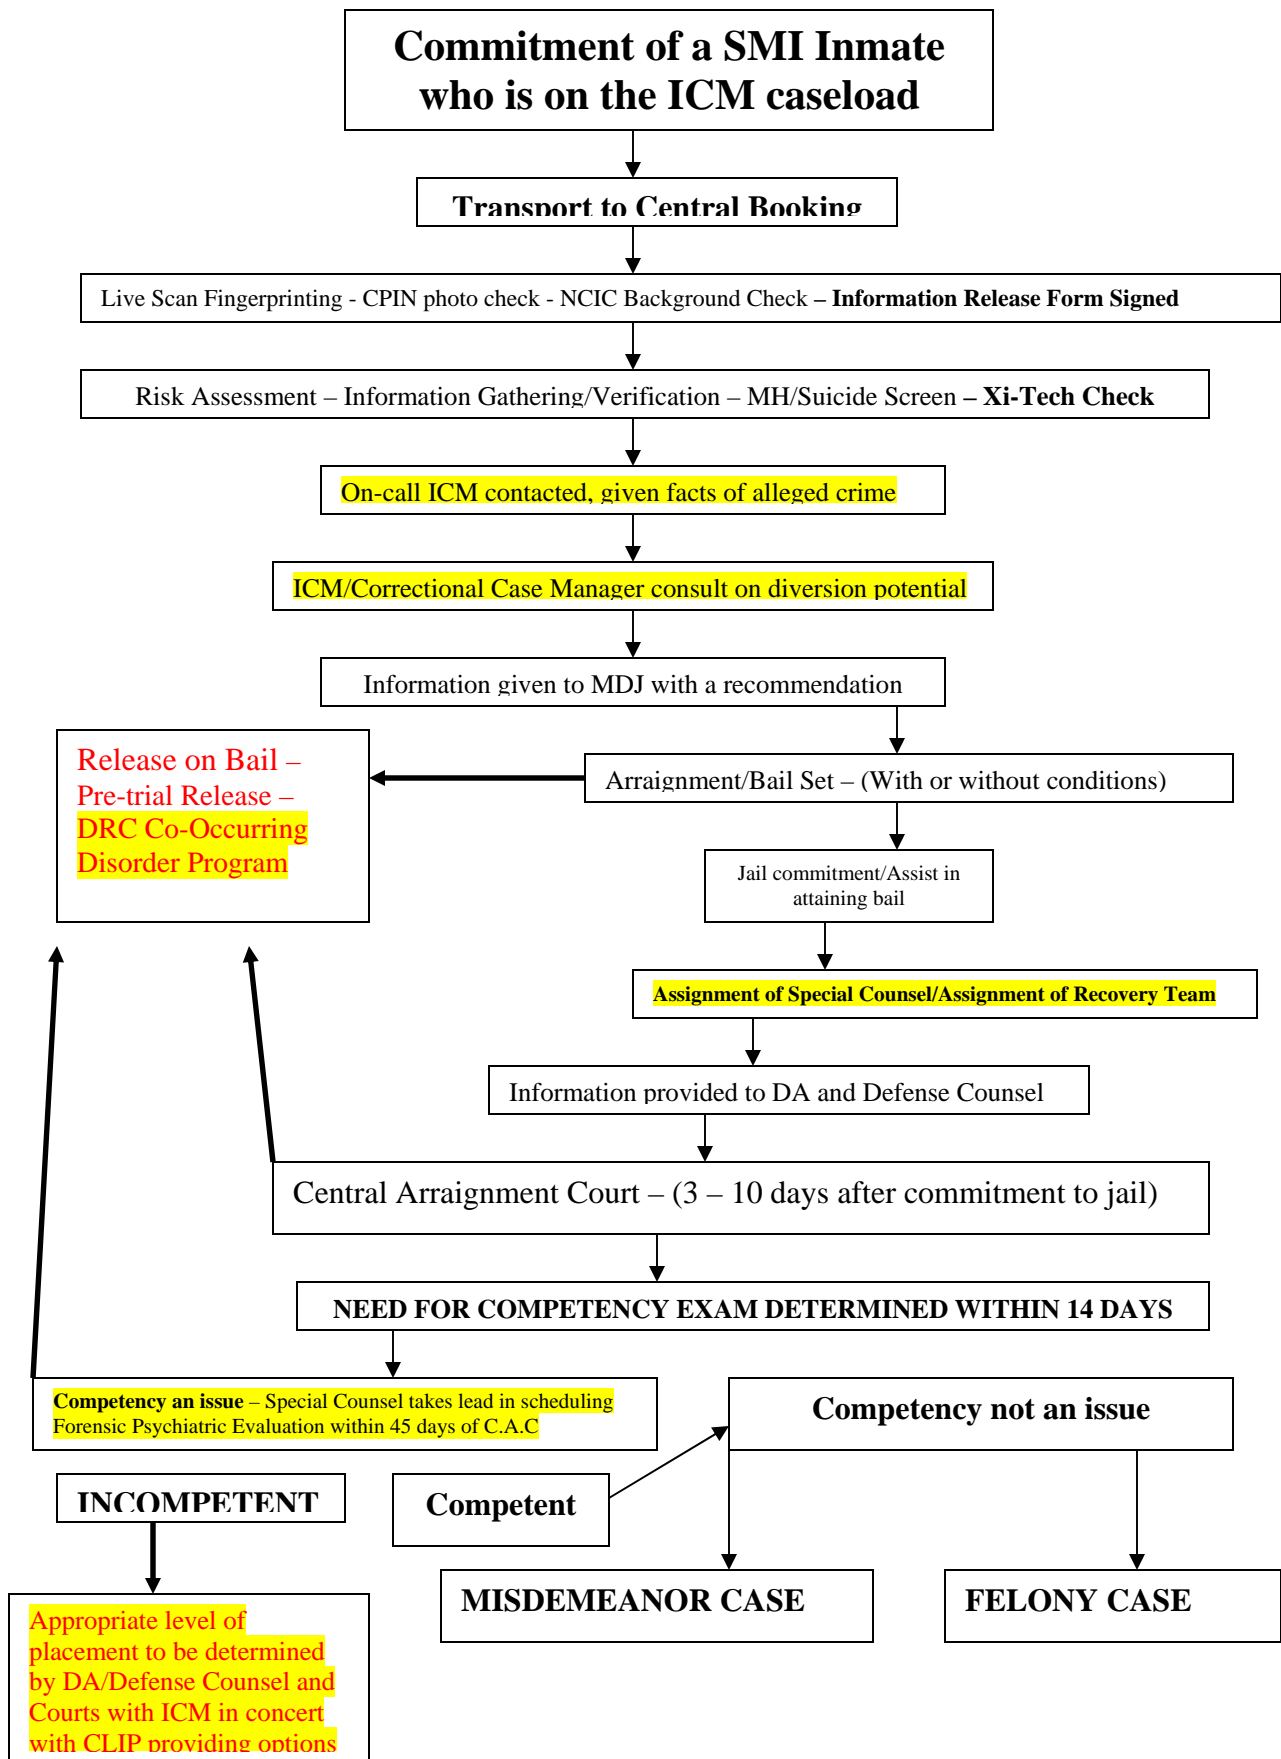 Commitment of a SMI Inmate
who is on the ICM caseload
Transport to Central Booking
Live Scan Fingerprinting - CPIN photo check - NCIC Background Check – Information Release Form Signed
Risk Assessment – Information Gathering/Verification – MH/Suicide Screen – Xi-Tech Check
On-call ICM contacted, given facts of alleged crime
ICM/Correctional Case Manager consult on diversion potential
Information given to MDJ with a recommendation
Release on Bail –
Pre-trial Release –
DRC Co-Occurring
Disorder Program
Arraignment/Bail Set – (With or without conditions)
Jail commitment/Assist in
attaining bail
Assignment of Special Counsel/Assignment of Recovery Team
Information provided to DA and Defense Counsel
Central Arraignment Court – (3 – 10 days after commitment to jail)
NEED FOR COMPETENCY EXAM DETERMINED WITHIN 14 DAYS
Competency an issue – Special Counsel takes lead in scheduling
Forensic Psychiatric Evaluation within 45 days of C.A.C
Competency not an issue
INCOMPETENT
Competent
MISDEMEANOR CASE
FELONY CASE
Appropriate level of
placement to be determined
by DA/Defense Counsel and
Courts with ICM in concert
with CLIP providing options